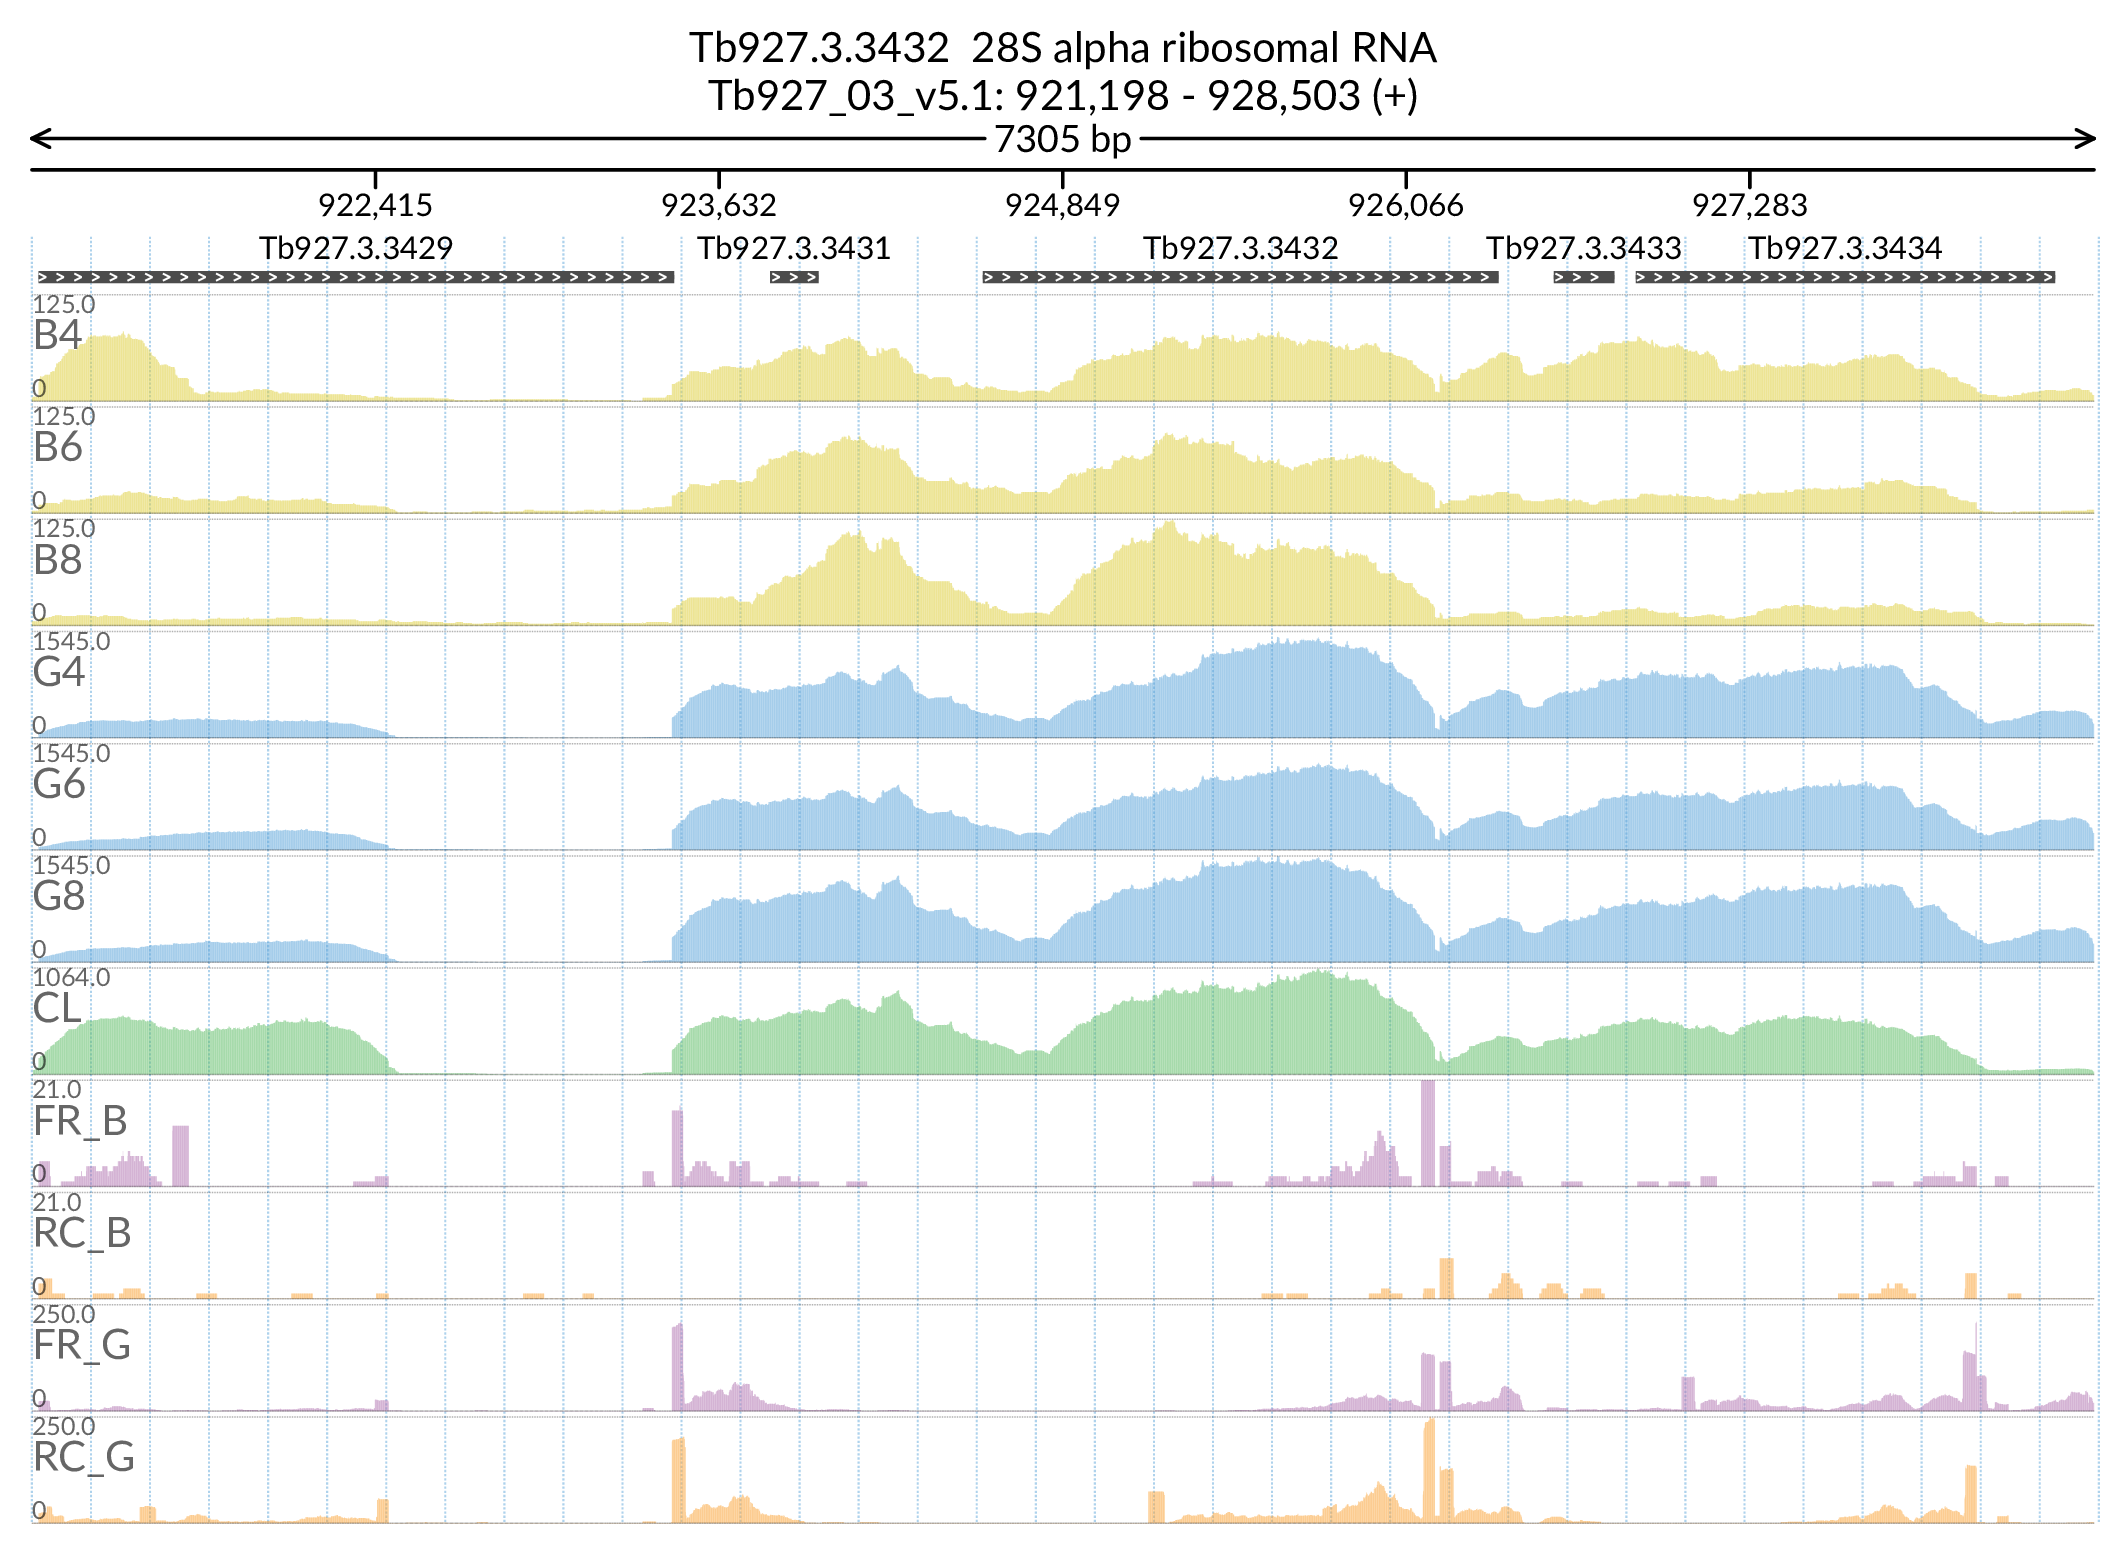 Tb927.3.3432  28S alpha ribosomal RNA
Tb927_03_v5.1: 921,198 - 928,503 (+)
7305 bp
922,415 923,632 924,849 926,066 927,283
Tb927.3.3429 Tb927.3.3431 Tb927.3.3432 Tb927.3.3433 Tb927.3.3434
125.0
B4
0
125.0
B6
0
125.0
B8
0
1545.0
G4
0
1545.0
G6
0
1545.0
G8
0
1064.0
CL
0
21.0
FR_B
0
21.0
RC_B
0
250.0
FR_G
0
250.0
RC_G
0